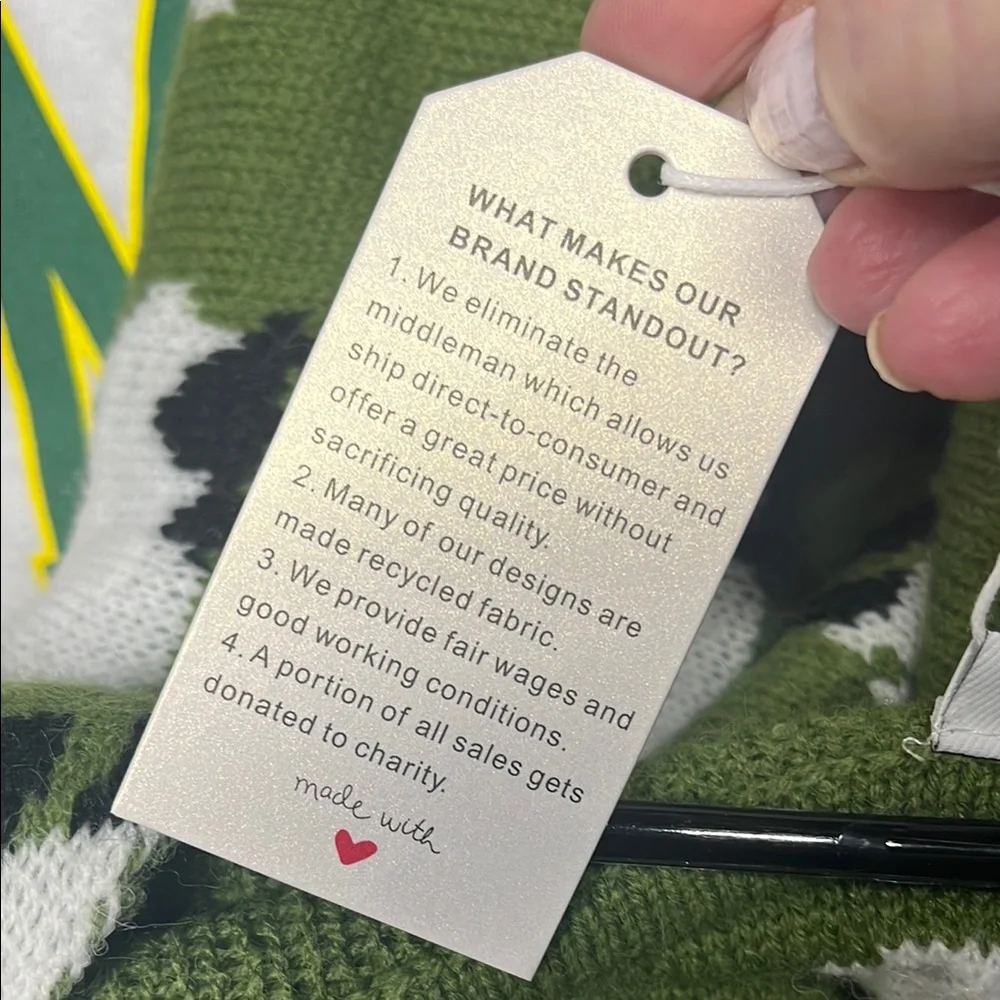 WHAT MAKES OUR
BRAND STANDOUT?
1. We eliminate the
middleman which allows us
ship direct-to-consumer and
offer a great price without
sacrificing quality.
2. Many of our designs are
made recycled fabric.
3. We provide fair wages and
good working conditions.
4. A portion of all sales gets
donated to charity.
made with